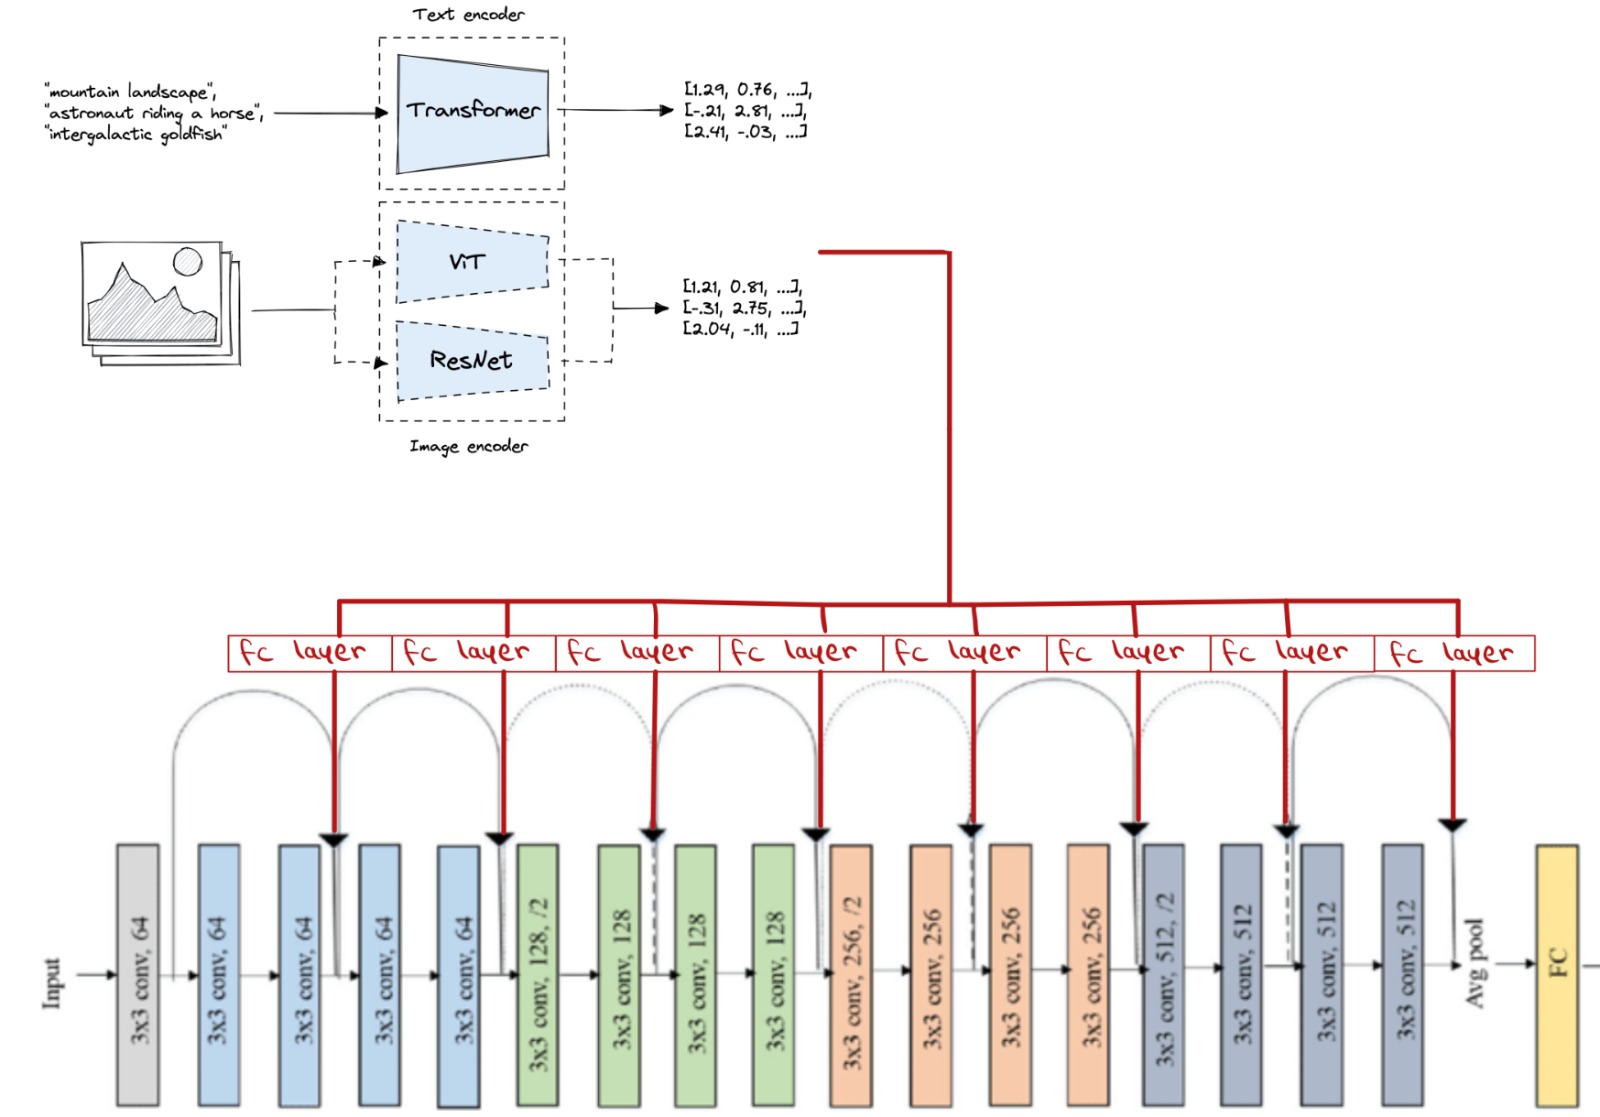 Text encoder
"mountain landscape",
"astronaut riding a horse",
"intergalactic goldfish"
Transformer
[1.29, 0.76, ...],
[-.21, 2.81, ...],
[2.41, -.03, ...]
ViT
ResNet
[1.21, 0.81, ...],
[-.31, 2.75, ...],
[2.04, -.11, ...]
Image encoder
fc layer
fc layer
fc layer
fc layer
fc layer
fc layer
fc layer
fc layer
Input
3x3 conv, 64
3x3 conv, 64
3x3 conv, 64
3x3 conv, 64
3x3 conv, 64
3x3 conv, 128, /2
3x3 conv, 128
3x3 conv, 128
3x3 conv, 128
3x3 conv, 256, /2
3x3 conv, 256
3x3 conv, 256
3x3 conv, 256
3x3 conv, 512, /2
3x3 conv, 512
3x3 conv, 512
3x3 conv, 512
Avg pool
FC